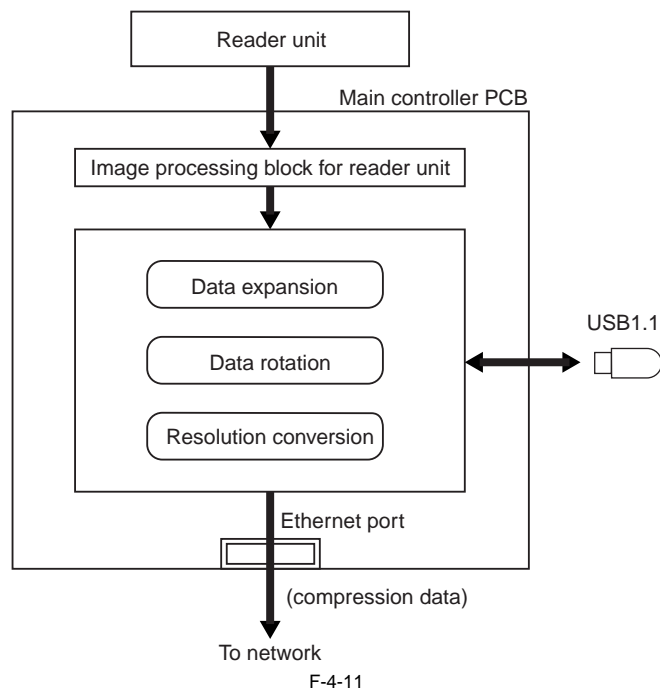 Reader unit
Main controller PCB
Image processing block for reader unit
Data expansion
USB1.1
Data rotation
Resolution conversion
Ethernet port
(compression data)
To network
F-4-11